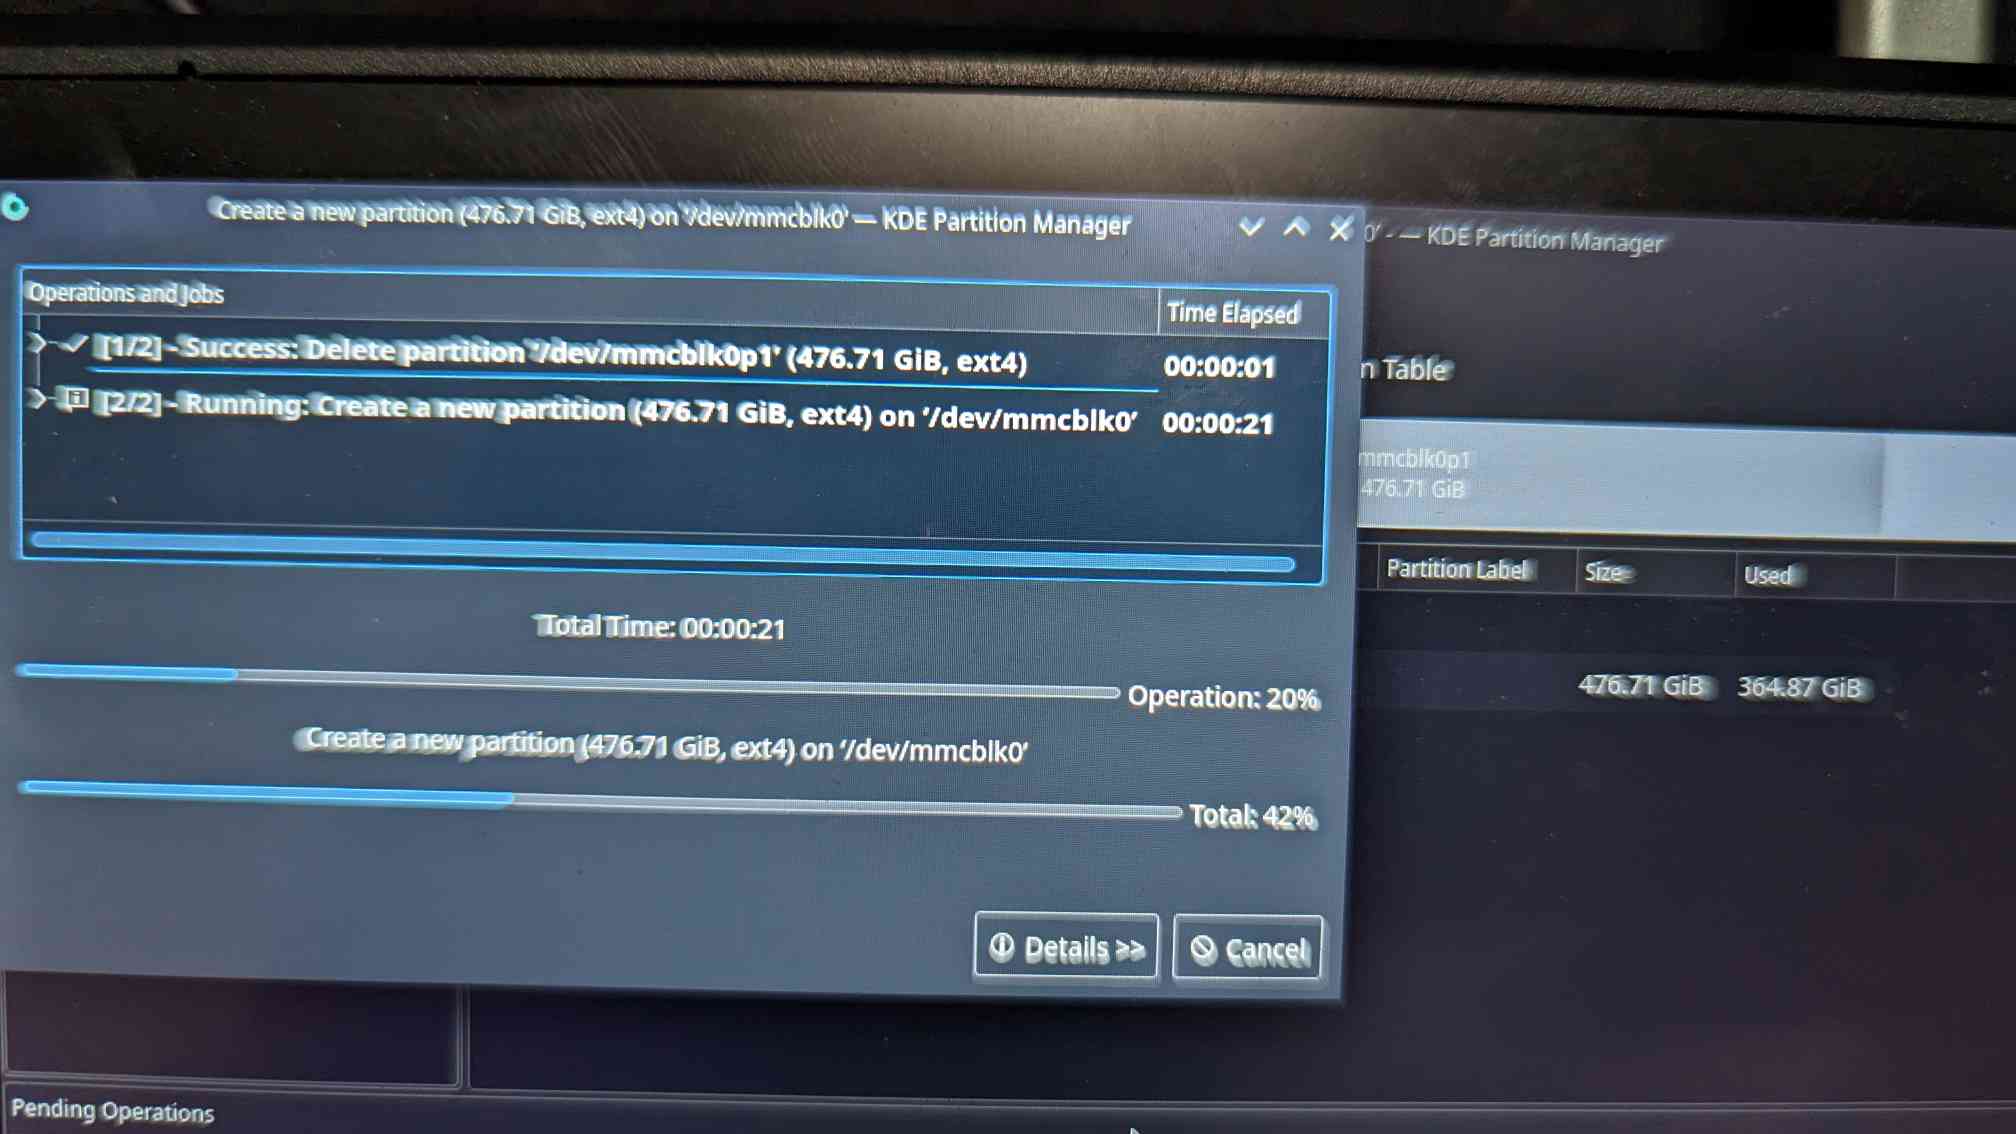 Create a new partition (476.71 GiB, ext4) on '/dev/mmcblk0' — KDE Partition Manager
0' - — KDE Partition Manager
Operations and Jobs
Time Elapsed
[1/2] - Success: Delete partition '/dev/mmcblk0p1' (476.71 GiB, ext4)
00:00:01
[2/2] - Running: Create a new partition (476.71 GiB, ext4) on '/dev/mmcblk0'
00:00:21
n Table
mmcblk0p1
476.71 GiB
Partition Label
Size
Used
476.71 GiB
364.87 GiB
Total Time: 00:00:21
Operation: 20%
Create a new partition (476.71 GiB, ext4) on '/dev/mmcblk0'
Total: 42%
Details >>
Cancel
Pending Operations